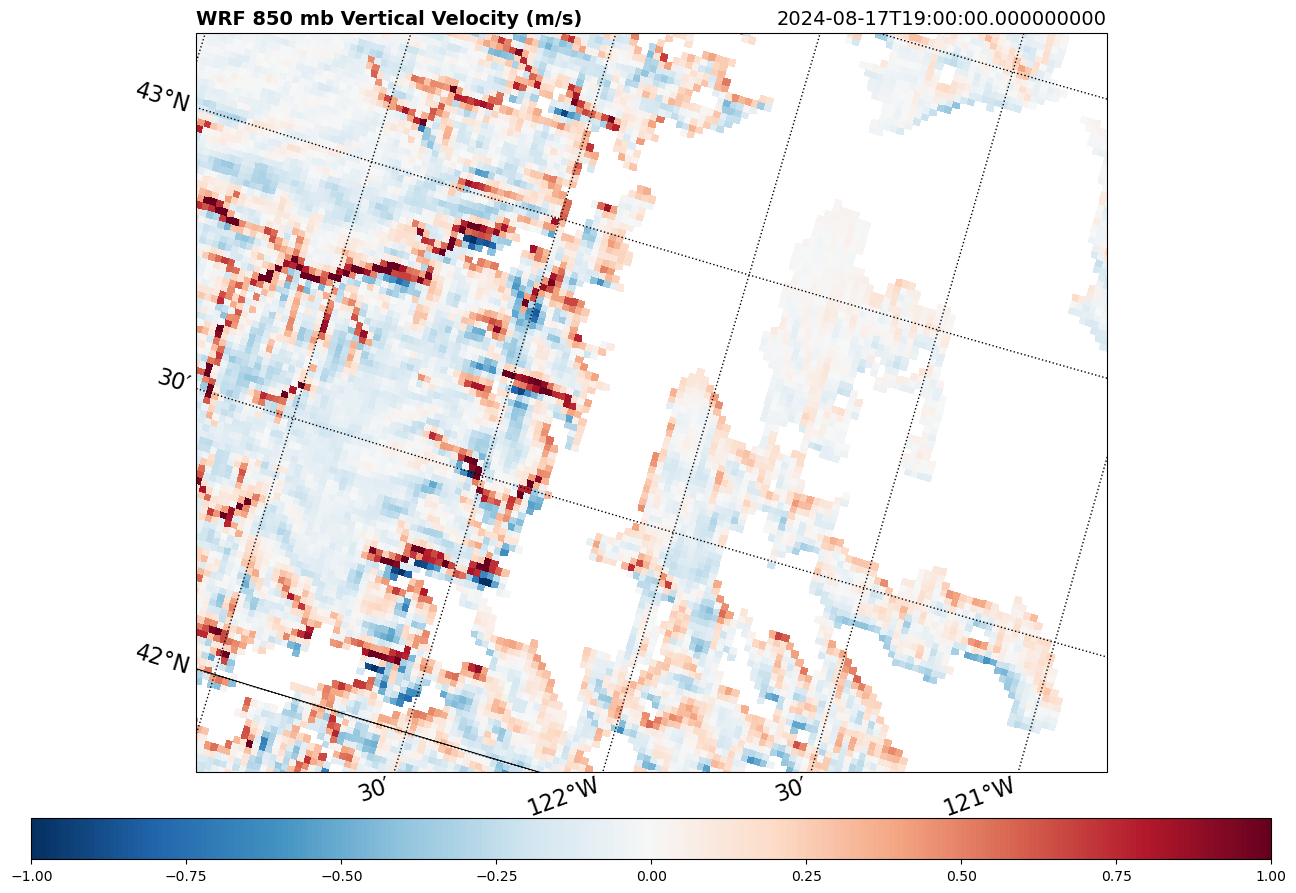 WRF 850 mb Vertical Velocity (m/s) 2024-08-17T19:00:00.000000000
43°N
30′
42°N
30′ 122°W 30′ 121°W
−1.00 −0.75 −0.50 −0.25 0.00 0.25 0.50 0.75 1.00